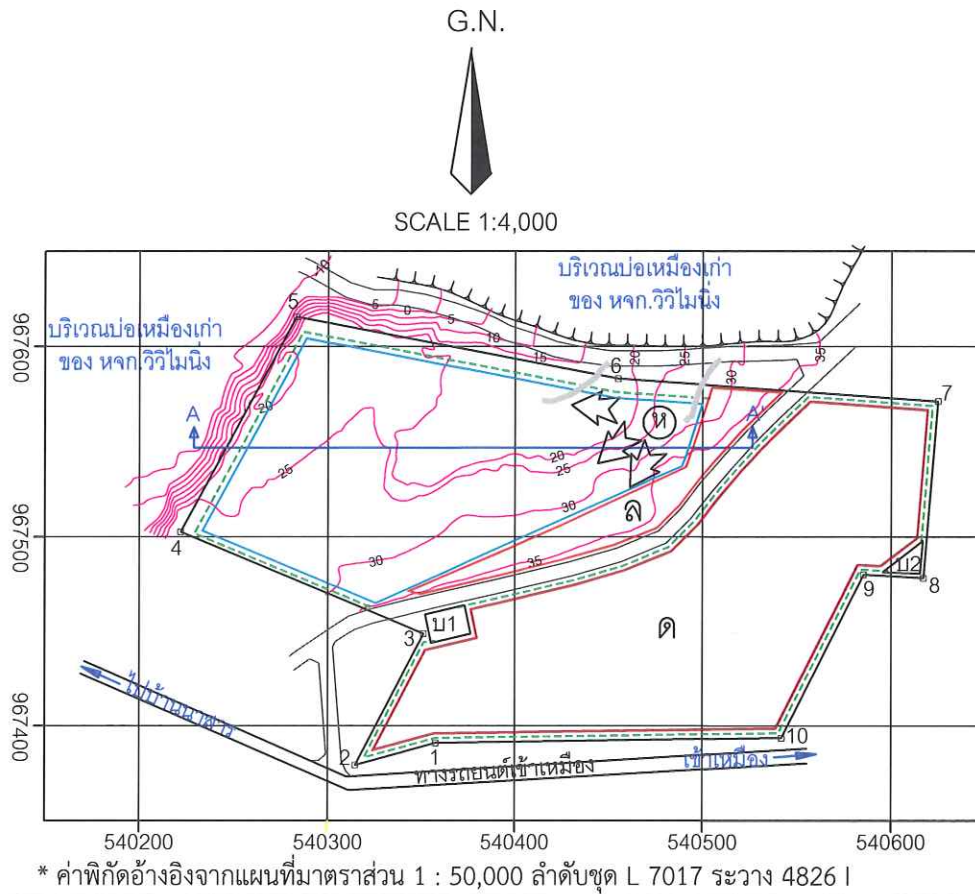 G.N.
SCALE 1:4,000
บริเวณบ่อเหมืองเก่า
ของ หจก.วิวิไมนิ่ง
บริเวณบ่อเหมืองเก่า
ของ หจก.วิวิไมนิ่ง
10
5
0
5
10
15
20
25
30
35
5
6
7
967600
20
A
A'
ห
20
25
25
30
ล
967500
4
30
35
บ2
9
8
3
บ1
ด
ไปบ้านนาสาร
967400
2
1
10
ทางรถยนต์เข้าเหมือง
เข้าเหมือง
540200
540300
540400
540500
540600
* ค่าพิกัดอ้างอิงจากแผนที่มาตราส่วน 1 : 50,000 ลำดับชุด L 7017 ระวาง 4826 I